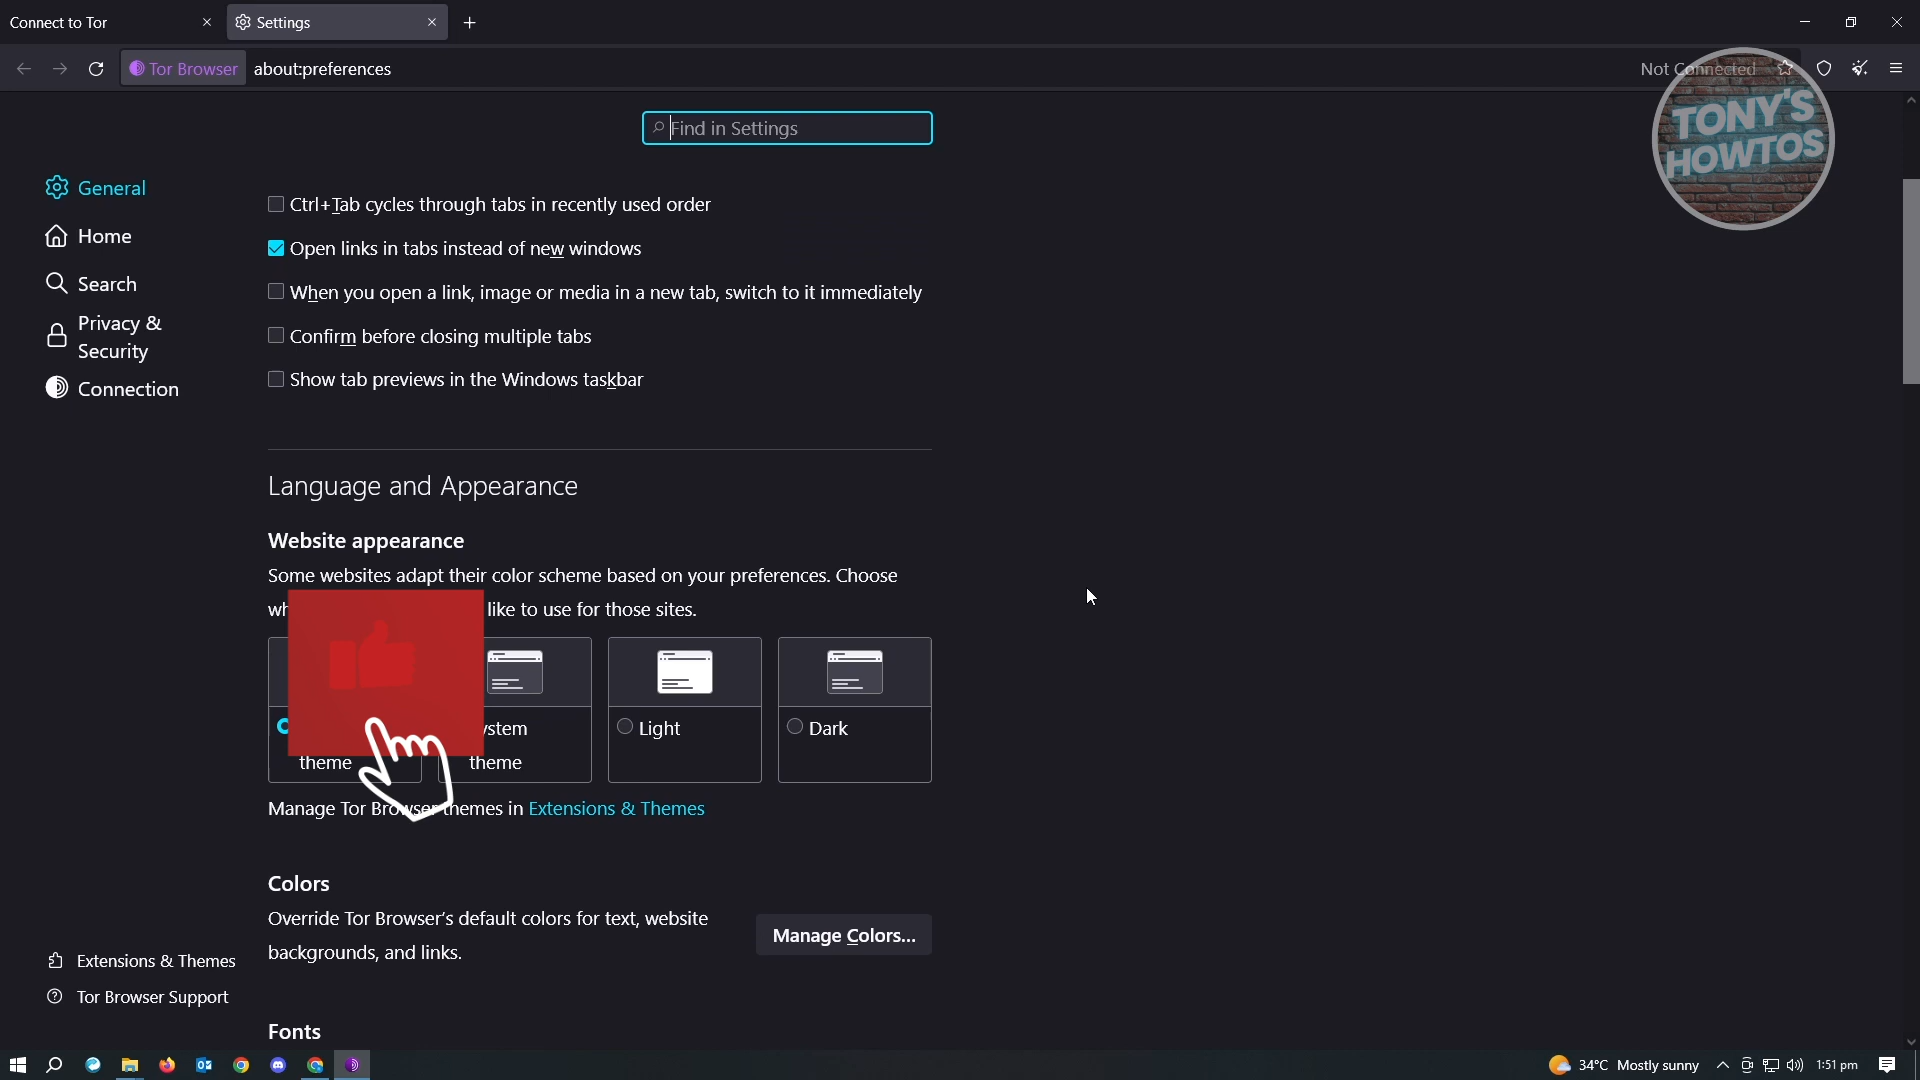 Connect to Tor
Settings
Tor Browser
about:preferences
Not Connected
TONY'S
HOWTOS
Find in Settings
General
Home
Search
Privacy &
Security
Connection
Ctrl+Tab cycles through tabs in recently used order
Open links in tabs instead of new windows
When you open a link, image or media in a new tab, switch to it immediately
Confirm before closing multiple tabs
Show tab previews in the Windows taskbar
Language and Appearance
Website appearance
Some websites adapt their color scheme based on your preferences. Choose
like to use for those sites.
theme
theme
Light
Dark
Manage Tor Browser themes in Extensions & Themes
Colors
Override Tor Browser's default colors for text, website
backgrounds, and links.
Manage Colors...
Fonts
Extensions & Themes
Tor Browser Support
34°C Mostly sunny
1:51 pm